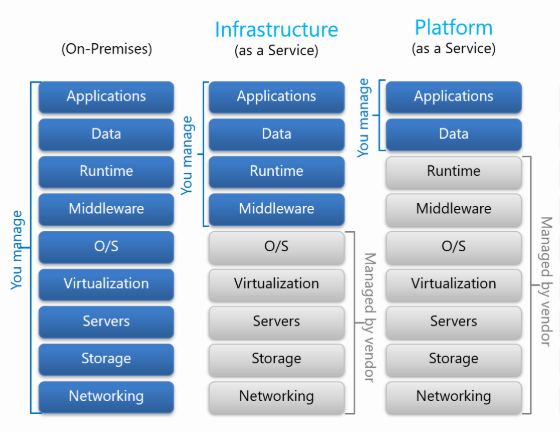 (On-Premises)
You manage
Applications
Data
Runtime
Middleware
O/S
Virtualization
Servers
Storage
Networking
Infrastructure
(as a Service)
You manage
Applications
Data
Runtime
Middleware
O/S
Virtualization
Servers
Storage
Networking
Managed by vendor
Platform
(as a Service)
You manage
Applications
Data
Runtime
Middleware
O/S
Virtualization
Servers
Storage
Networking
Managed by vendor